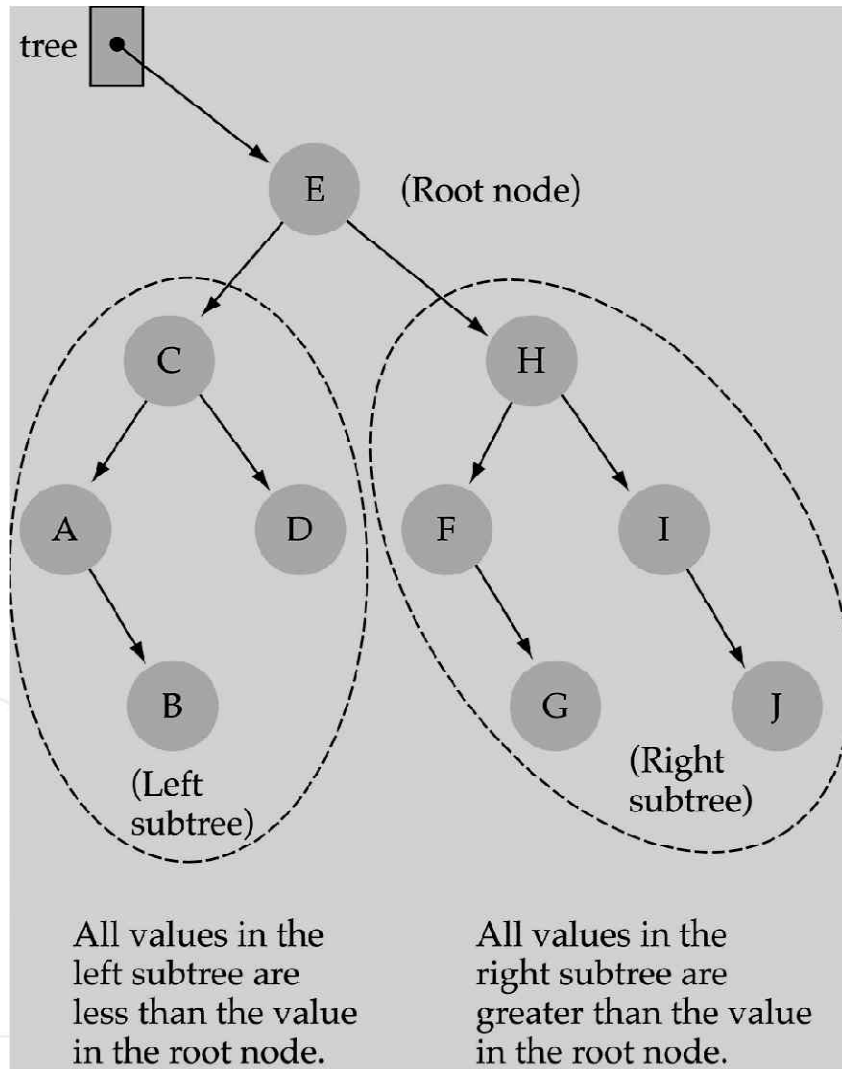 tree
E (Root node)
C H
A D F I
B G J
(Left
subtree)
(Right
subtree)
All values in the
left subtree are
less than the value
in the root node.
All values in the
right subtree are
greater than the value
in the root node.